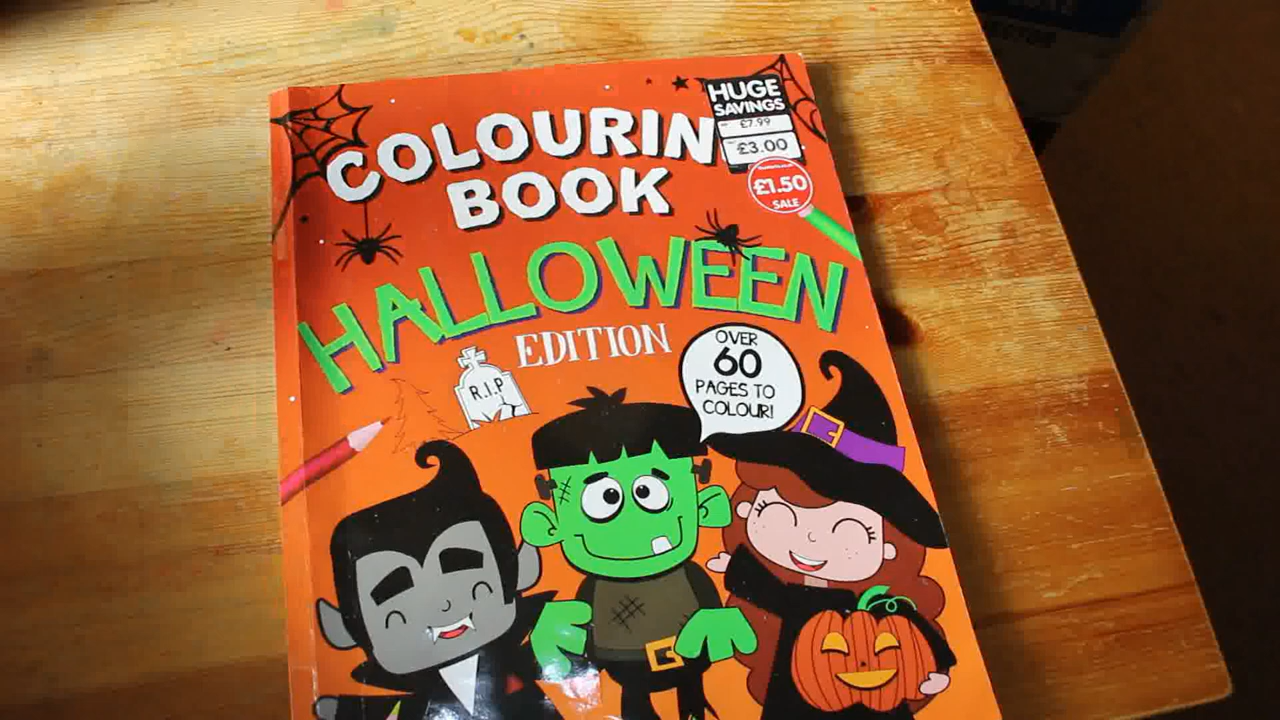 COLOURIN
BOOK
HALLOWEEN
EDITION
HUGE
SAVINGS
£7.99
£3.00
£1.50
SALE
R.I.P
OVER
60
PAGES TO
COLOUR!